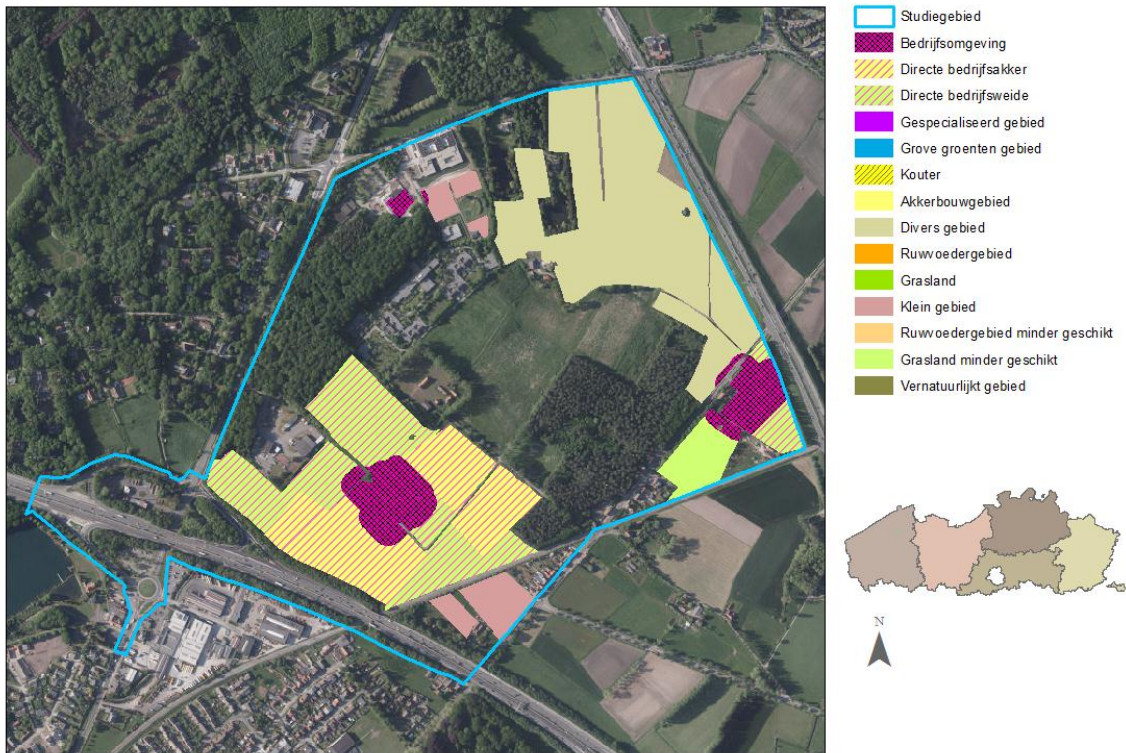 Studiegebied
Bedrijfsomgeving
Directe bedrijfsakker
Directe bedrijfsweide
Gespecialiseerd gebied
Grove groenten gebied
Kouter
Akkerbouwgebied
Divers gebied
Ruwvoedergebied
Grasland
Klein gebied
Ruwvoedergebied minder geschikt
Grasland minder geschikt
Vernatuurlijkt gebied
N